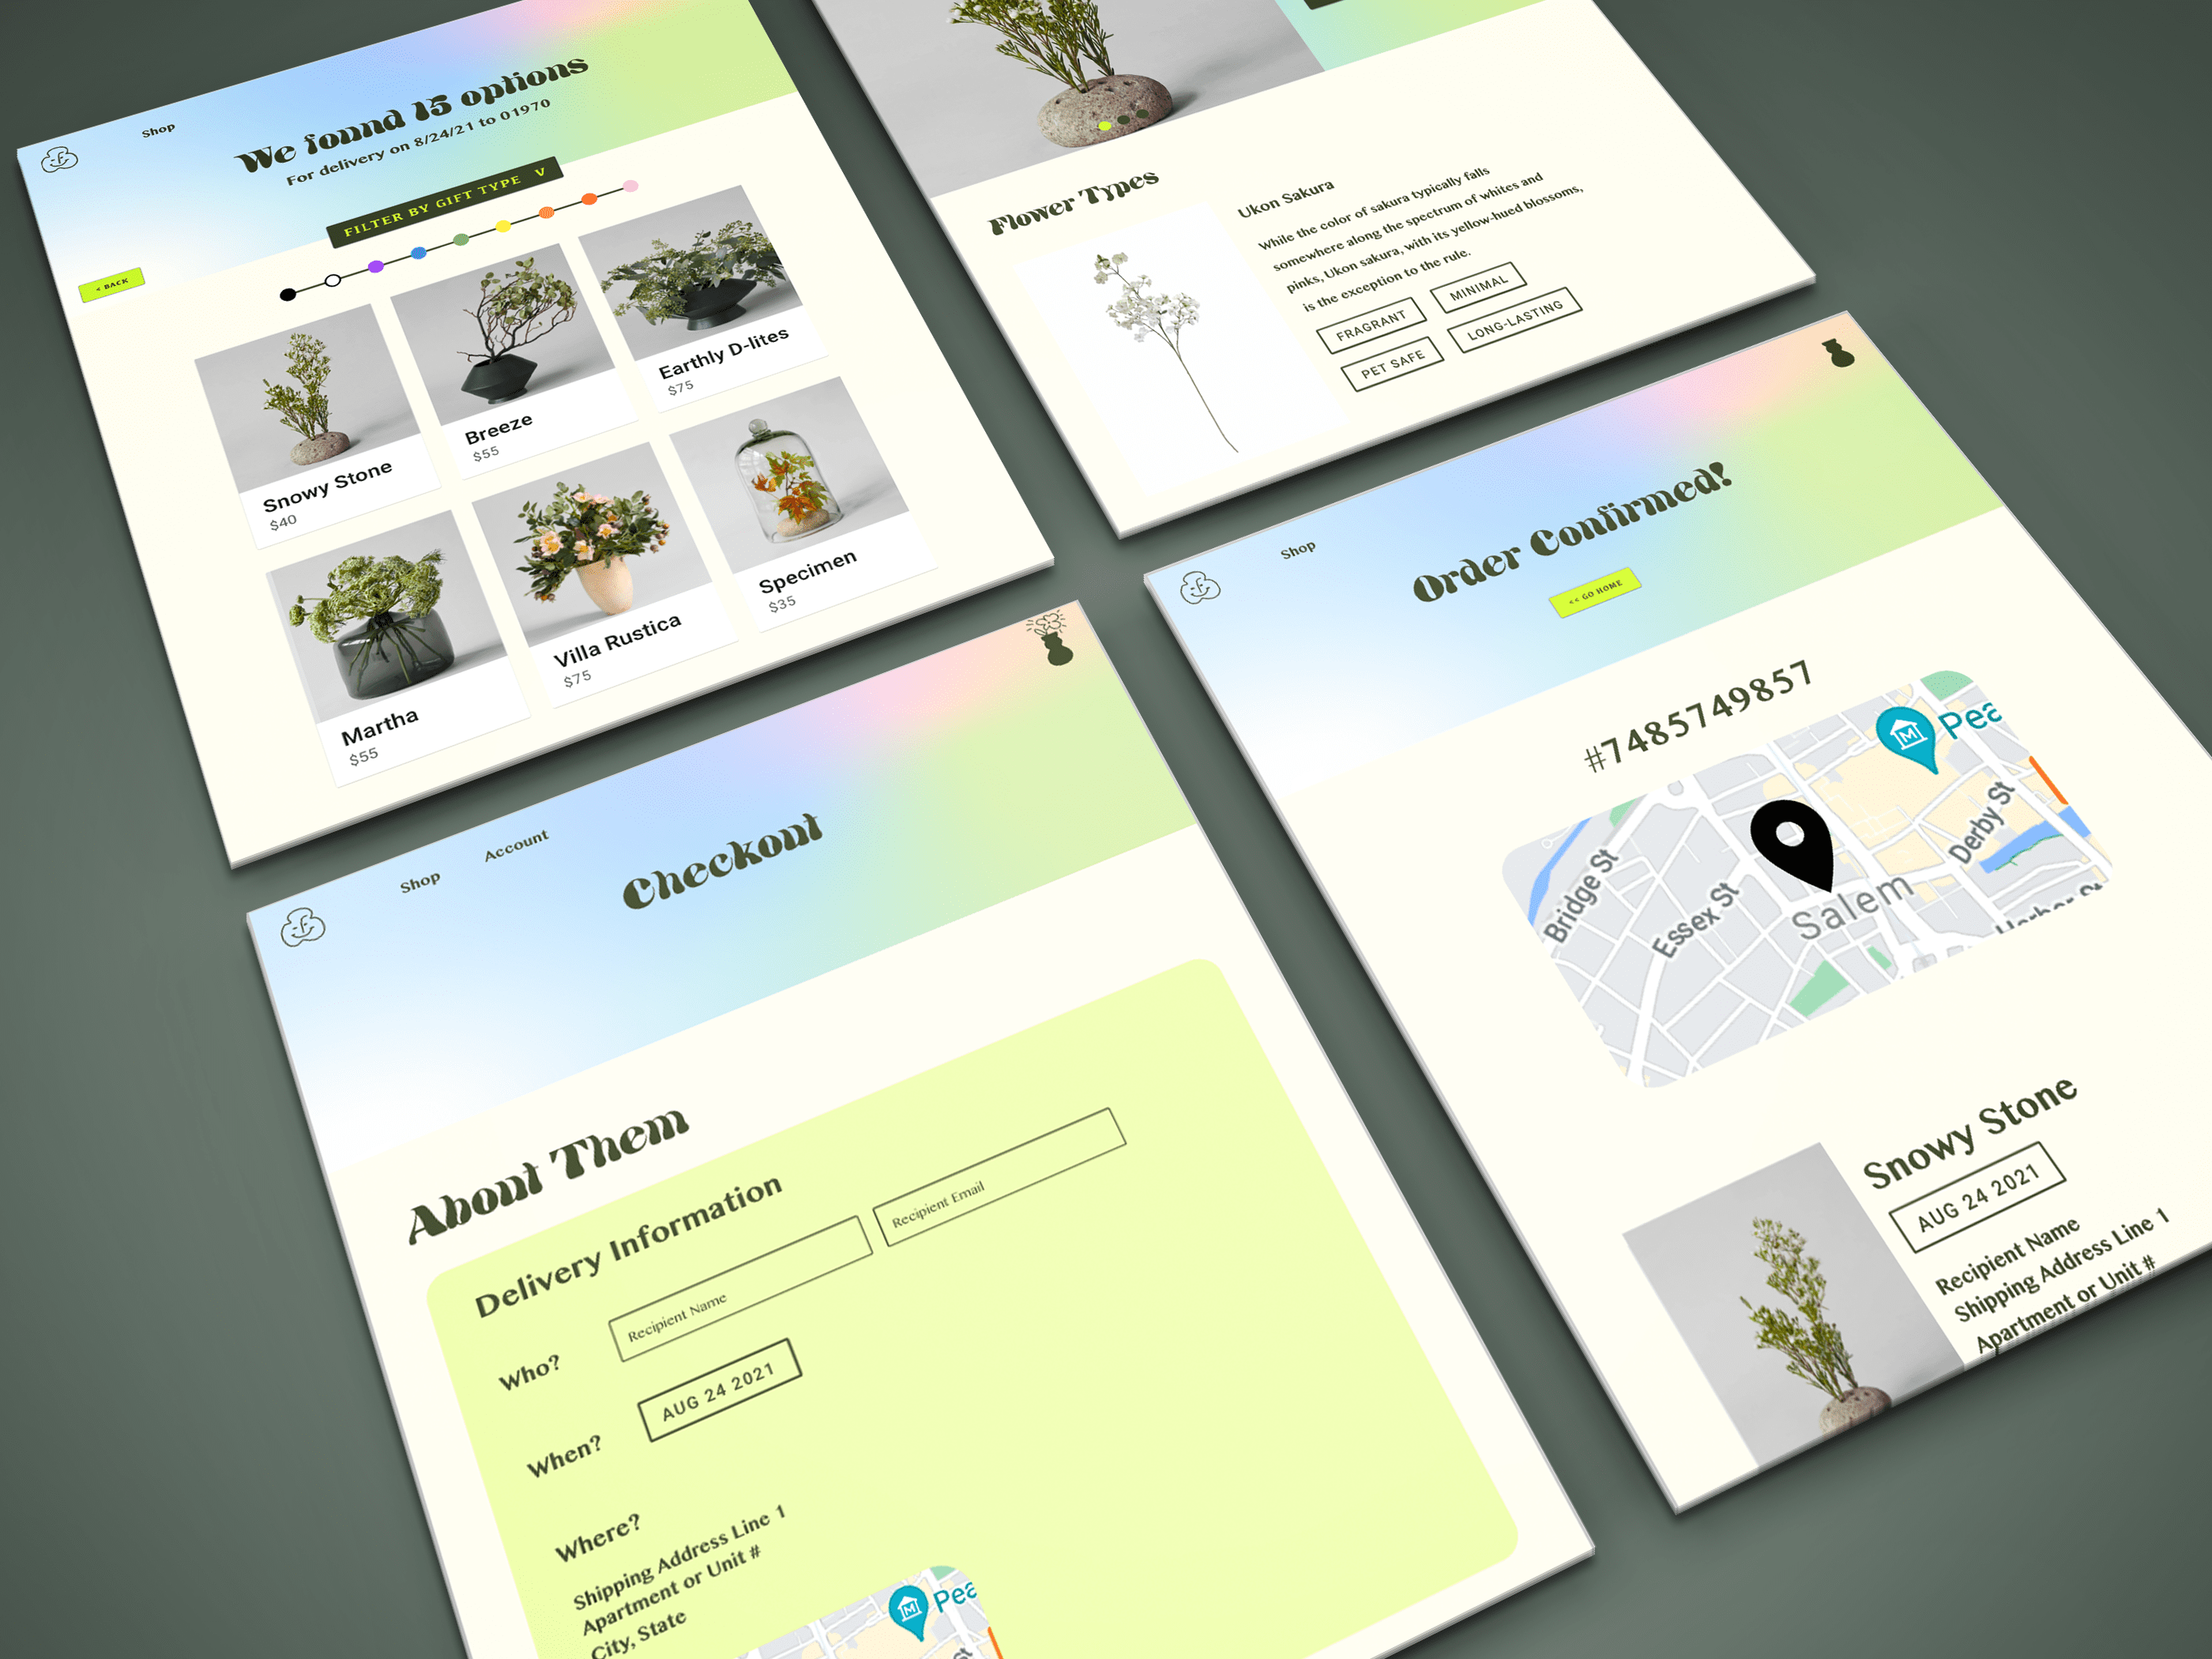 Shop
We found 15 options
For delivery on 8/24/21 to 01970
FILTER BY GIFT TYPE V
< BACK
Snowy Stone
$40
Breeze
$55
Earthly D-lites
$75
Martha
$55
Villa Rustica
$75
Specimen
$35
Flower Types
Ukon Sakura
While the color of sakura typically falls
somewhere along the spectrum of whites and
pinks, Ukon sakura, with its yellow-hued blossoms,
is the exception to the rule.
FRAGRANT
MINIMAL
PET SAFE
LONG-LASTING
Shop
Account
Checkout
About Them
Delivery Information
Who?
Recipient Name
Recipient Email
When?
AUG 24 2021
Where?
Shipping Address Line 1
Apartment or Unit #
City, State
M
Pea
Shop
Order Confirmed!
<< GO HOME
#7485749857
M
Pea
Bridge St
Essex St
Derby St
Salem
Snowy Stone
AUG 24 2021
Recipient Name
Shipping Address Line 1
Apartment or Unit #